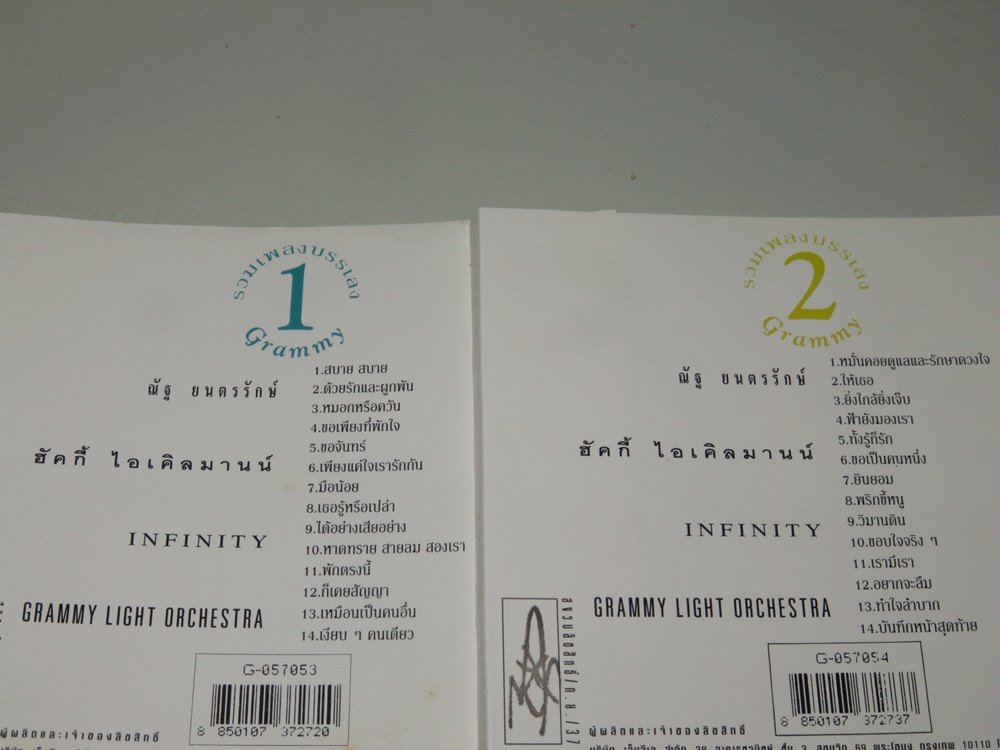 รวมเพลงบรรเลง
1
Grammy
ณัฐ ยนตรรักษ์
ฮัคกี้ ไอเคิลมานน์
INFINITY
GRAMMY LIGHT ORCHESTRA
1.สบาย สบาย
2.ด้วยรักและผูกพัน
3.หมอกหรือควัน
4.ขอเพียงที่พักใจ
5.ขอจันทร์
6.เพียงแค่ใจเรารักกัน
7.มือน้อย
8.เธอรู้หรือเปล่า
9.ได้อย่างเสียอย่าง
10.หาดทราย สายลม สองเรา
11.พักตรงนี้
12.ก็เคยสัญญา
13.เหมือนเป็นคนอื่น
14.เงียบ ๆ คนเดียว
G-057053
8 850107 372720
ผู้ผลิตและเจ้าของลิขสิทธิ์
รวมเพลงบรรเลง
2
Grammy
ณัฐ ยนตรรักษ์
ฮัคกี้ ไอเคิลมานน์
INFINITY
GRAMMY LIGHT ORCHESTRA
1.หมั่นคอยดูแลและรักษาดวงใจ
2.ให้เธอ
3.ยิ่งใกล้ยิ่งเจ็บ
4.ฟ้ายังมองเรา
5.ทั้งรู้ก็รัก
6.ขอเป็นคนหนึ่ง
7.ยินยอม
8.พริกขี้หนู
9.วิมานดิน
10.ขอบใจจริง ๆ
11.เรามีเรา
12.อยากจะลืม
13.ทำใจลำบาก
14.บันทึกหน้าสุดท้าย
สงวนลิขสิทธิ์/ก.ย./37
G-057054
8 850107 372737
ผู้ผลิตและเจ้าของลิขสิทธิ์